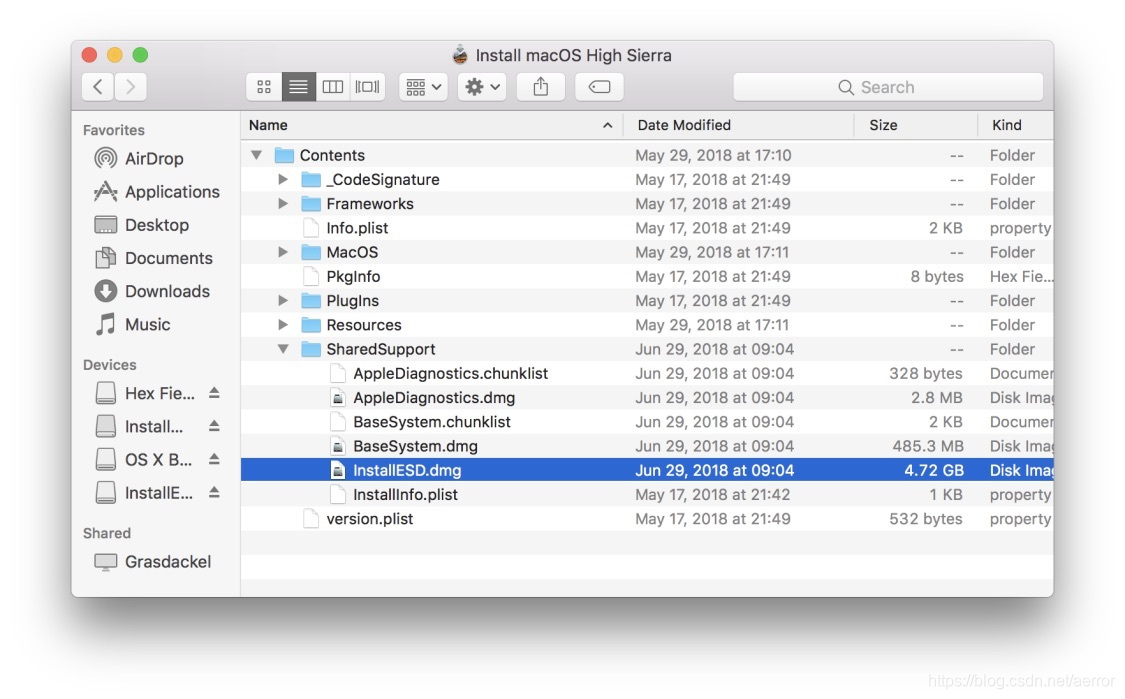 Install macOS High Sierra
Search
Favorites
AirDrop
Applications
Desktop
Documents
Downloads
Music
Devices
Hex Fie...
Install...
OS X B...
InstallE...
Shared
Grasdackel
Name Date Modified Size Kind
Contents May 29, 2018 at 17:10 -- Folder
_CodeSignature May 17, 2018 at 21:49 -- Folder
Frameworks May 17, 2018 at 21:49 -- Folder
Info.plist May 17, 2018 at 21:49 2 KB property
MacOS May 29, 2018 at 17:11 -- Folder
PkgInfo May 17, 2018 at 21:49 8 bytes Hex Fie...
PlugIns May 17, 2018 at 21:49 -- Folder
Resources May 29, 2018 at 17:11 -- Folder
SharedSupport Jun 29, 2018 at 09:04 -- Folder
AppleDiagnostics.chunklist Jun 29, 2018 at 09:04 328 bytes Documen
AppleDiagnostics.dmg Jun 29, 2018 at 09:04 2.8 MB Disk Ima
BaseSystem.chunklist Jun 29, 2018 at 09:04 2 KB Documen
BaseSystem.dmg Jun 29, 2018 at 09:04 485.3 MB Disk Ima
InstallESD.dmg Jun 29, 2018 at 09:04 4.72 GB Disk Ima
InstallInfo.plist May 17, 2018 at 21:42 1 KB property
version.plist May 17, 2018 at 21:49 532 bytes property
https://blog.csdn.net/aerror